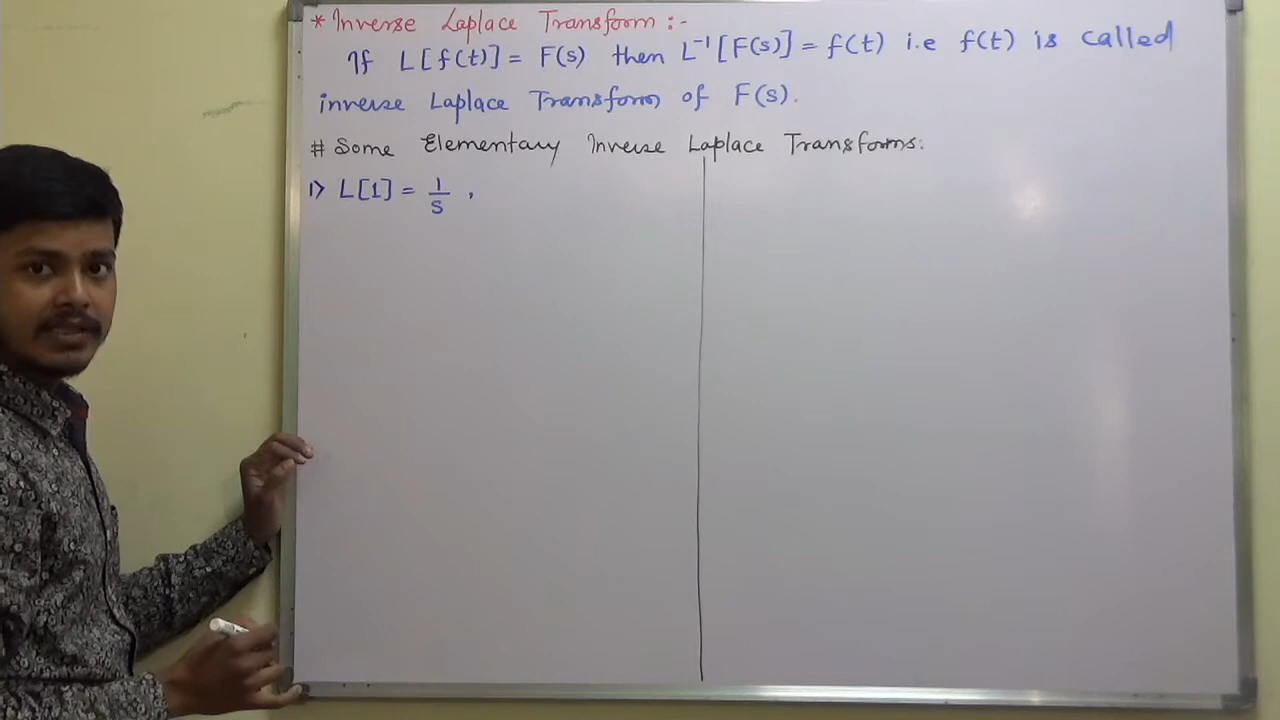 * Inverse Laplace Transform :-
If L[f(t)] = F(s) then L⁻¹[F(s)] = f(t) i.e f(t) is called
inverse Laplace Transform of F(s).
# Some Elementary Inverse Laplace Transforms:
1> L[1] = 1/s ,